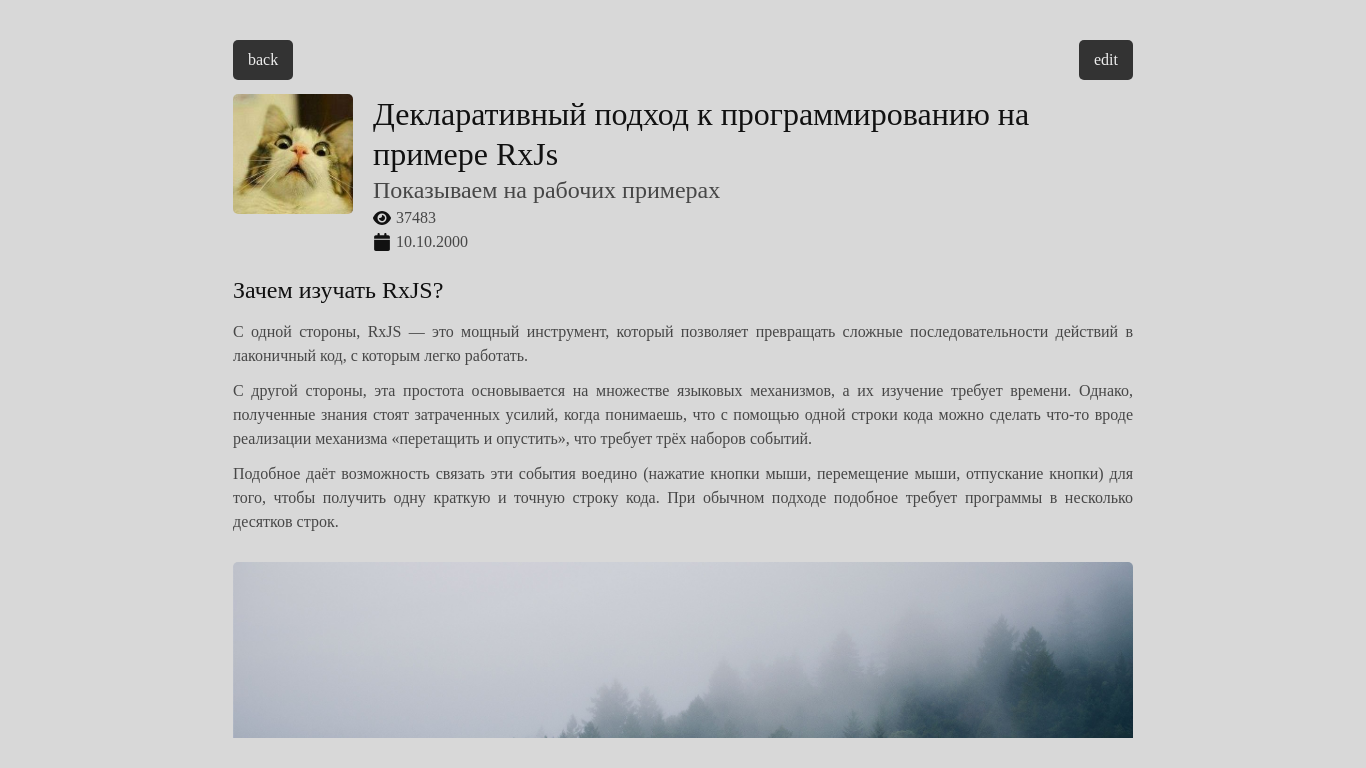 back
edit
Декларативный подход к программированию на
примере RxJs
Показываем на рабочих примерах
37483
10.10.2000
Зачем изучать RxJS?
С одной стороны, RxJS — это мощный инструмент, который позволяет превращать сложные последовательности действий в
лаконичный код, с которым легко работать.
С другой стороны, эта простота основывается на множестве языковых механизмов, а их изучение требует времени. Однако,
полученные знания стоят затраченных усилий, когда понимаешь, что с помощью одной строки кода можно сделать что-то вроде
реализации механизма «перетащить и опустить», что требует трёх наборов событий.
Подобное даёт возможность связать эти события воедино (нажатие кнопки мыши, перемещение мыши, отпускание кнопки) для
того, чтобы получить одну краткую и точную строку кода. При обычном подходе подобное требует программы в несколько
десятков строк.